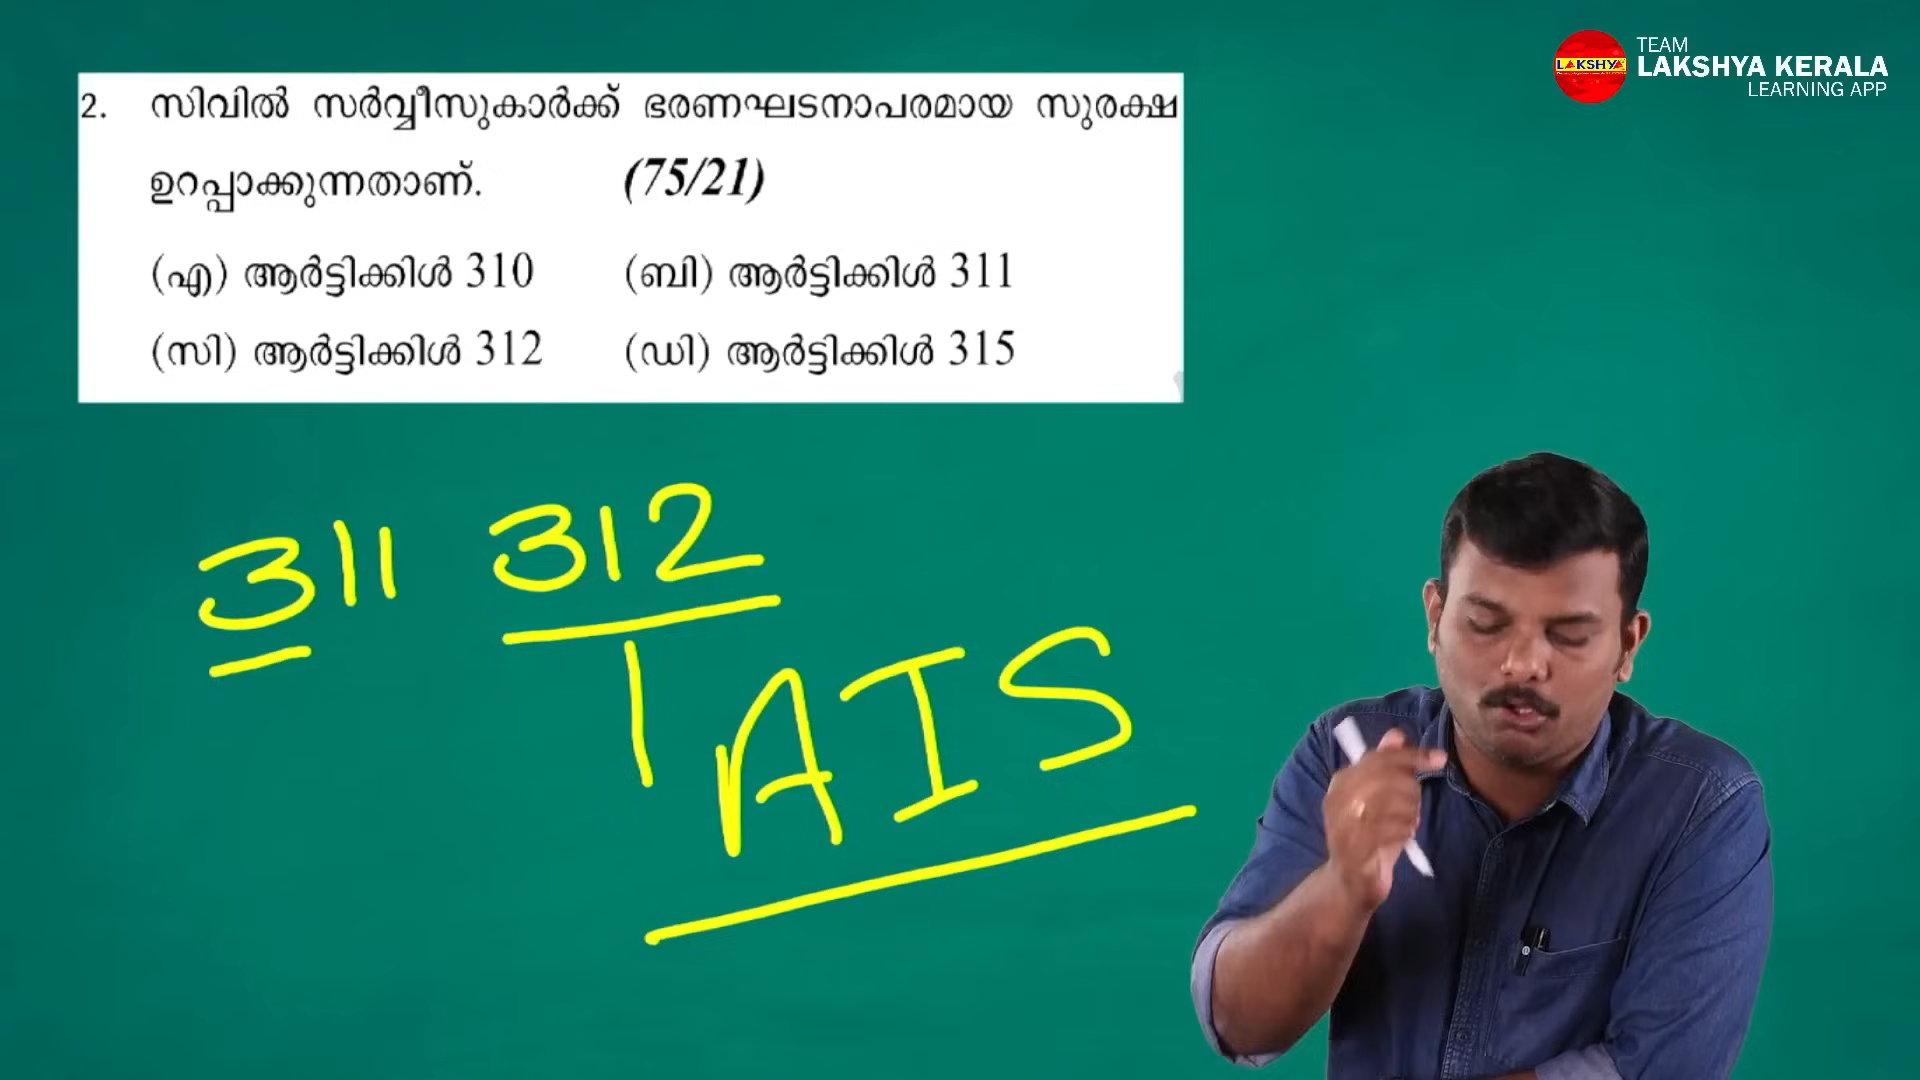 TEAM
LAKSHYA
LAKSHYA KERALA
LEARNING APP
2. സിവിൽ സർവ്വീസുകാർക്ക് ഭരണഘടനാപരമായ സുരക്ഷ
ഉറപ്പാക്കുന്നതാണ്. (75/21)
(എ) ആർട്ടിക്കിൾ 310 (ബി) ആർട്ടിക്കിൾ 311
(സി) ആർട്ടിക്കിൾ 312 (ഡി) ആർട്ടിക്കിൾ 315
311 312
AIS